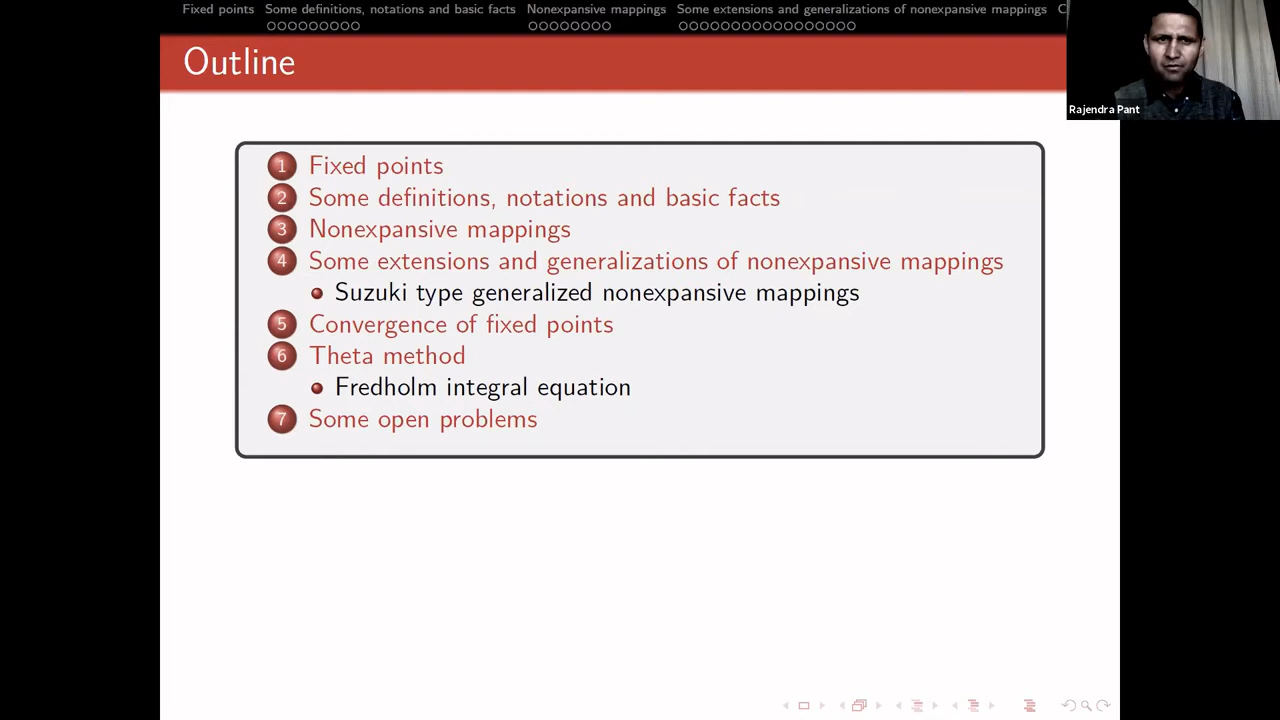 Fixed points Some definitions, notations and basic facts Nonexpansive mappings Some extensions and generalizations of nonexpansive mappings C
Outline
Rajendra Pant
1 Fixed points
2 Some definitions, notations and basic facts
3 Nonexpansive mappings
4 Some extensions and generalizations of nonexpansive mappings
Suzuki type generalized nonexpansive mappings
5 Convergence of fixed points
6 Theta method
Fredholm integral equation
7 Some open problems